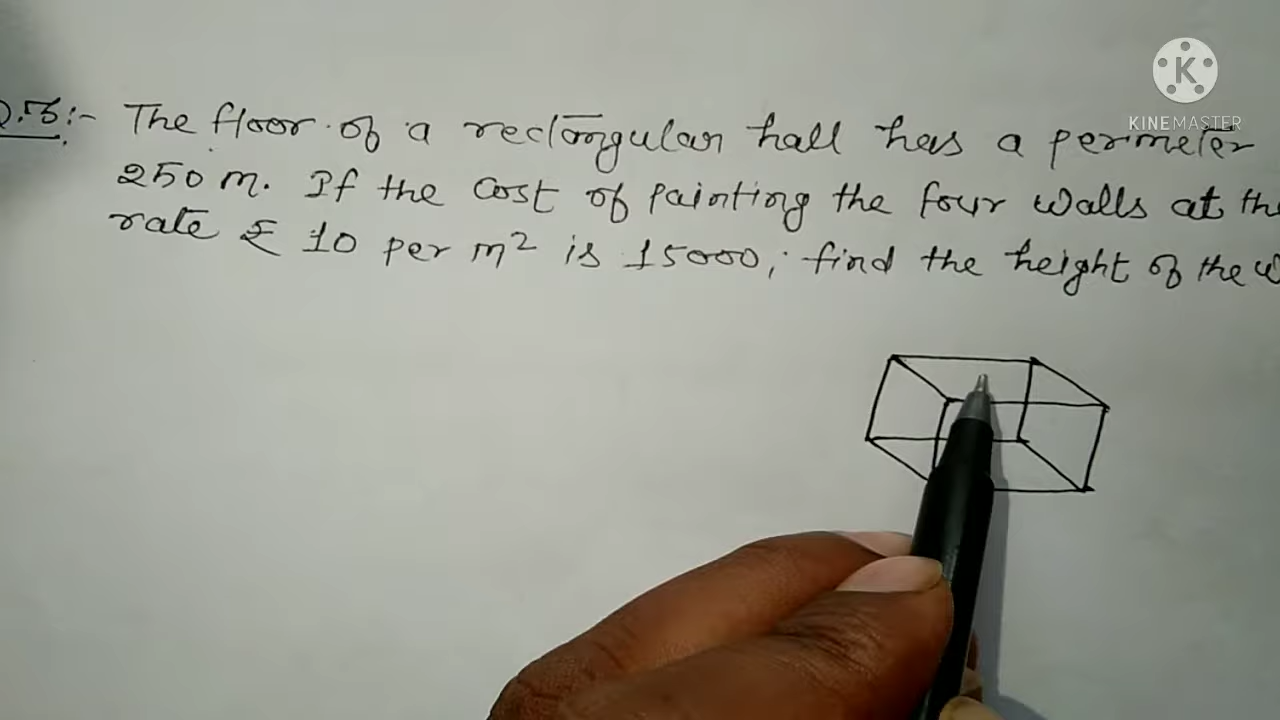 K
KINEMASTER
Q.5:- The floor of a rectangular hall has a perimeter
250 m. If the cost of painting the four walls at the
rate ₹ 10 per m² is 15000, find the height of the